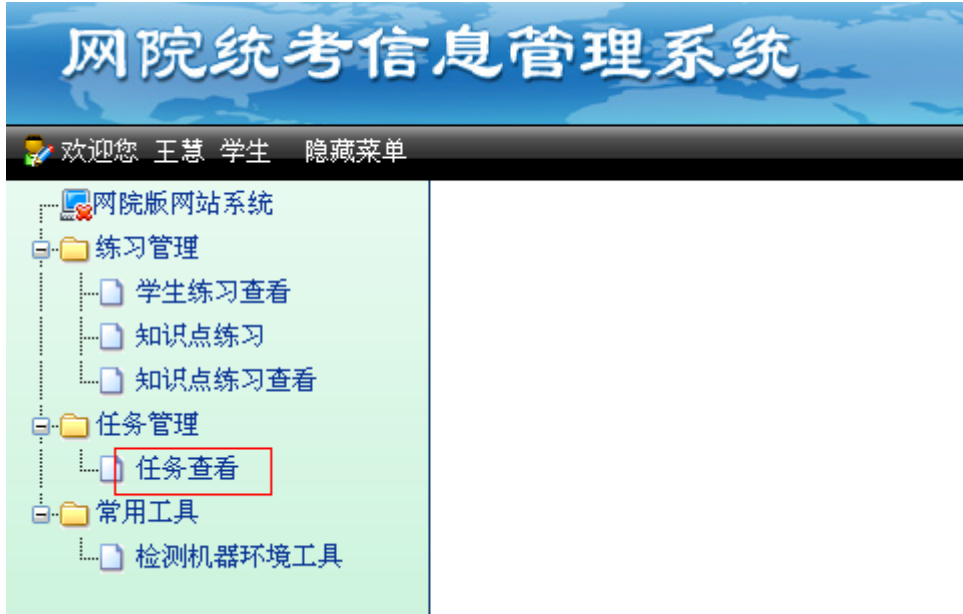 网院统考信息管理系统
欢迎您 王慧 学生 隐藏菜单
网院版网站系统
练习管理
学生练习查看
知识点练习
知识点练习查看
任务管理
任务查看
常用工具
检测机器环境工具